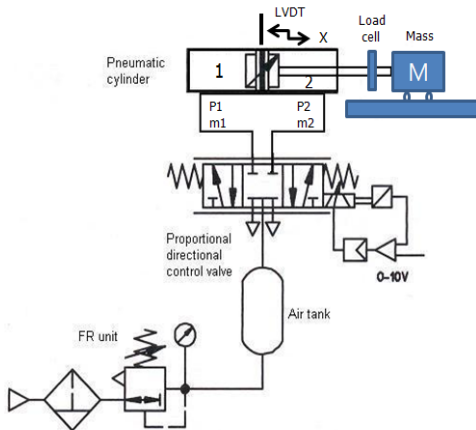 LVDT
X
Load
cell
Mass
Pneumatic
cylinder
1
2
M
P1
m1
P2
m2
Proportional
directional
control valve
0-10V
Air tank
FR unit